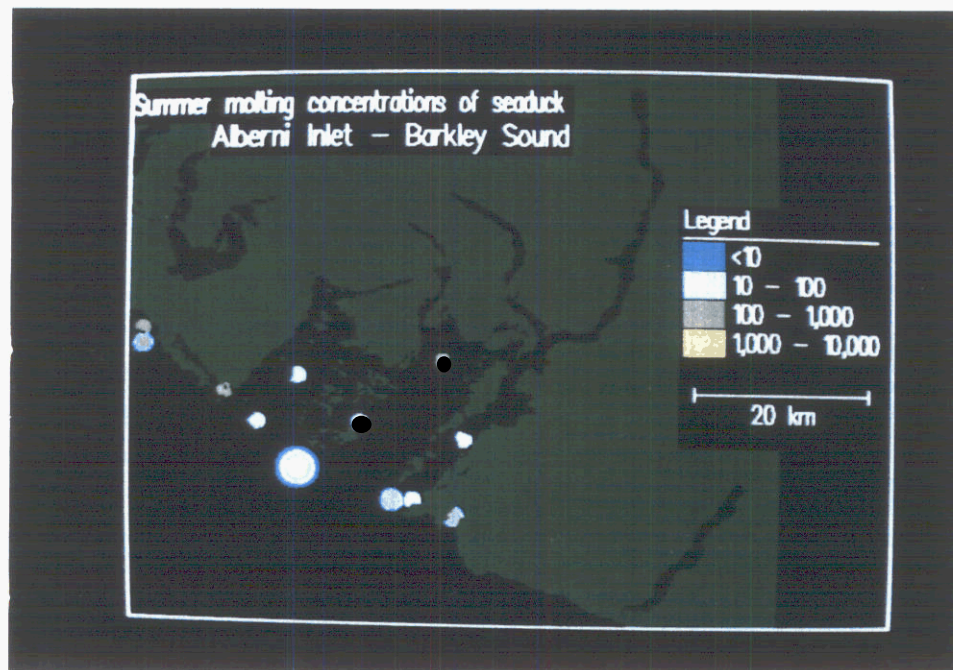 Summer molting concentrations of seaduck
Alberni Inlet – Barkley Sound
Legend
<10
10 – 100
100 – 1,000
1,000 – 10,000
20 km